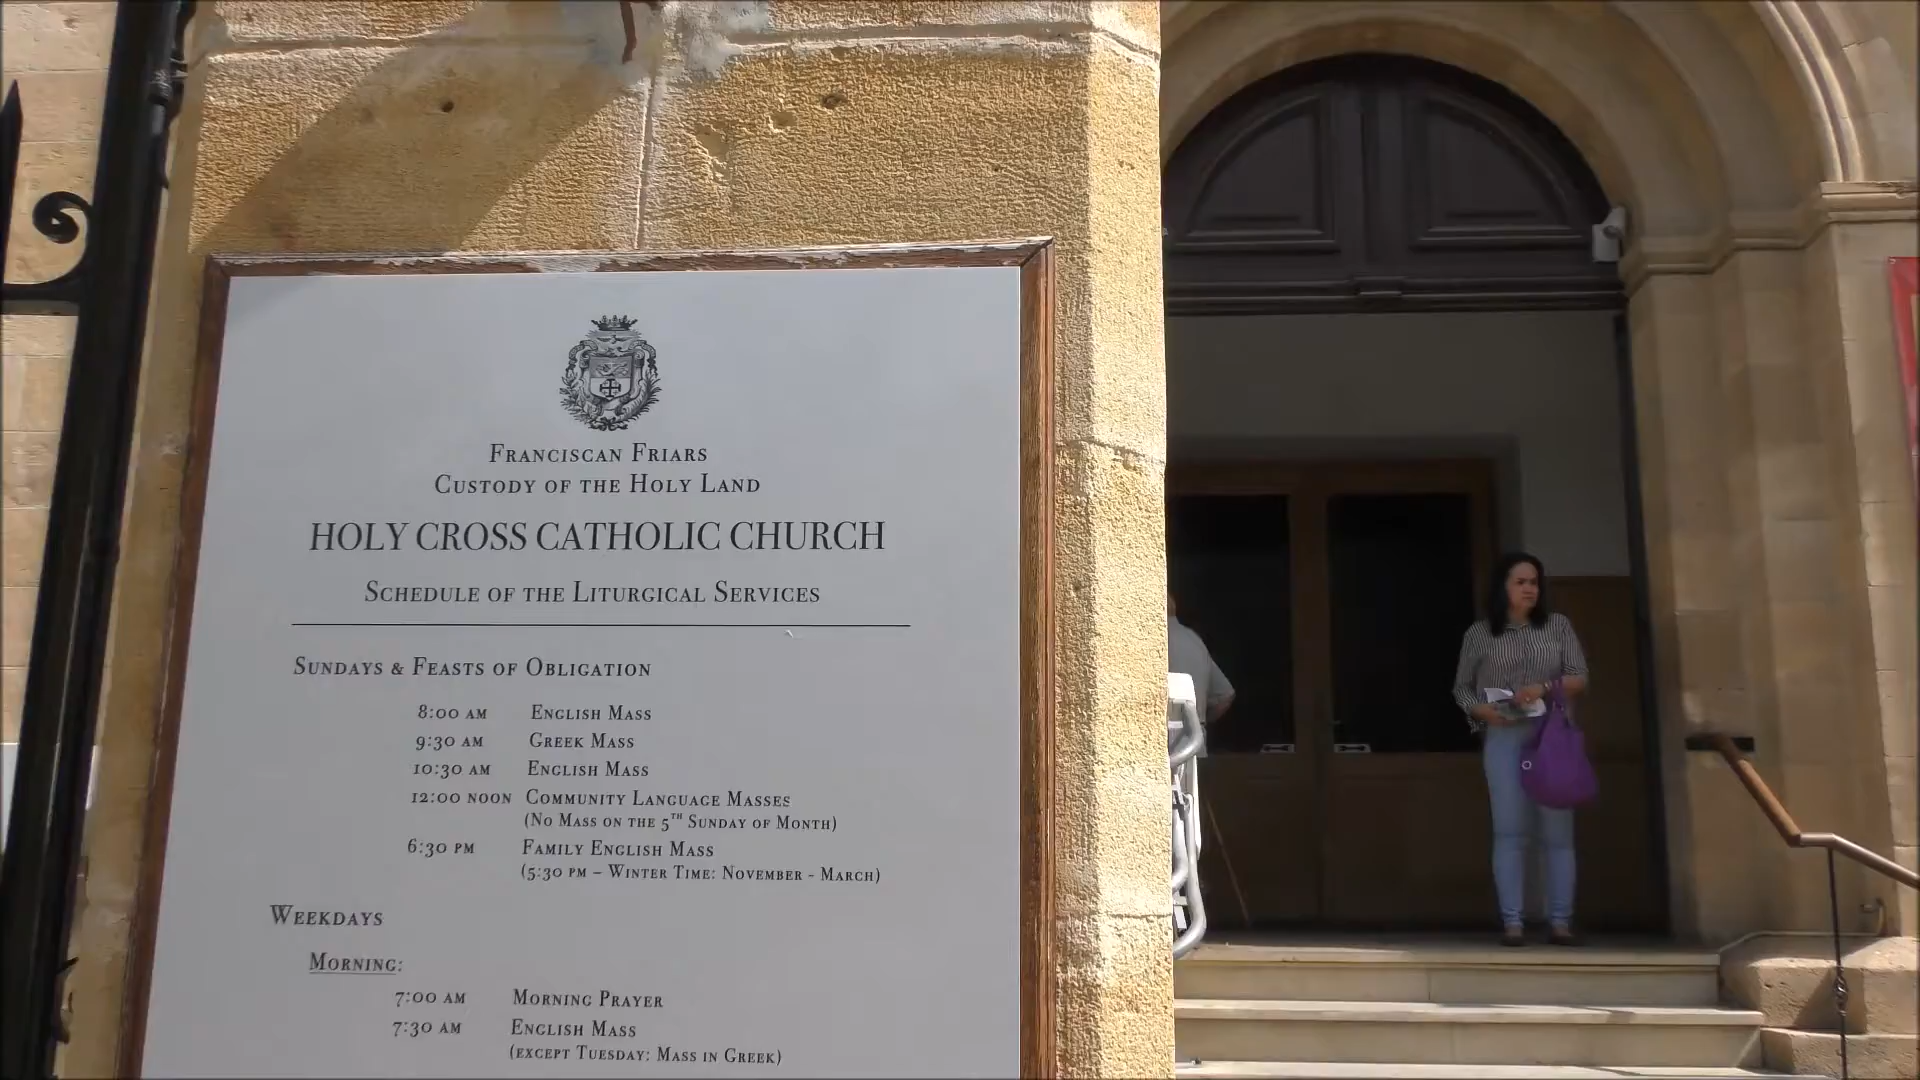 Franciscan Friars
Custody of the Holy Land
HOLY CROSS CATHOLIC CHURCH
Schedule of the Liturgical Services
Sundays & Feasts of Obligation
8:00 am English Mass
9:30 am Greek Mass
10:30 am English Mass
12:00 noon Community Language Masses
(No Mass on the 5th Sunday of Month)
6:30 pm Family English Mass
(5:30 pm – Winter Time: November - March)
Weekdays
Morning:
7:00 am Morning Prayer
7:30 am English Mass
(except Tuesday: Mass in Greek)